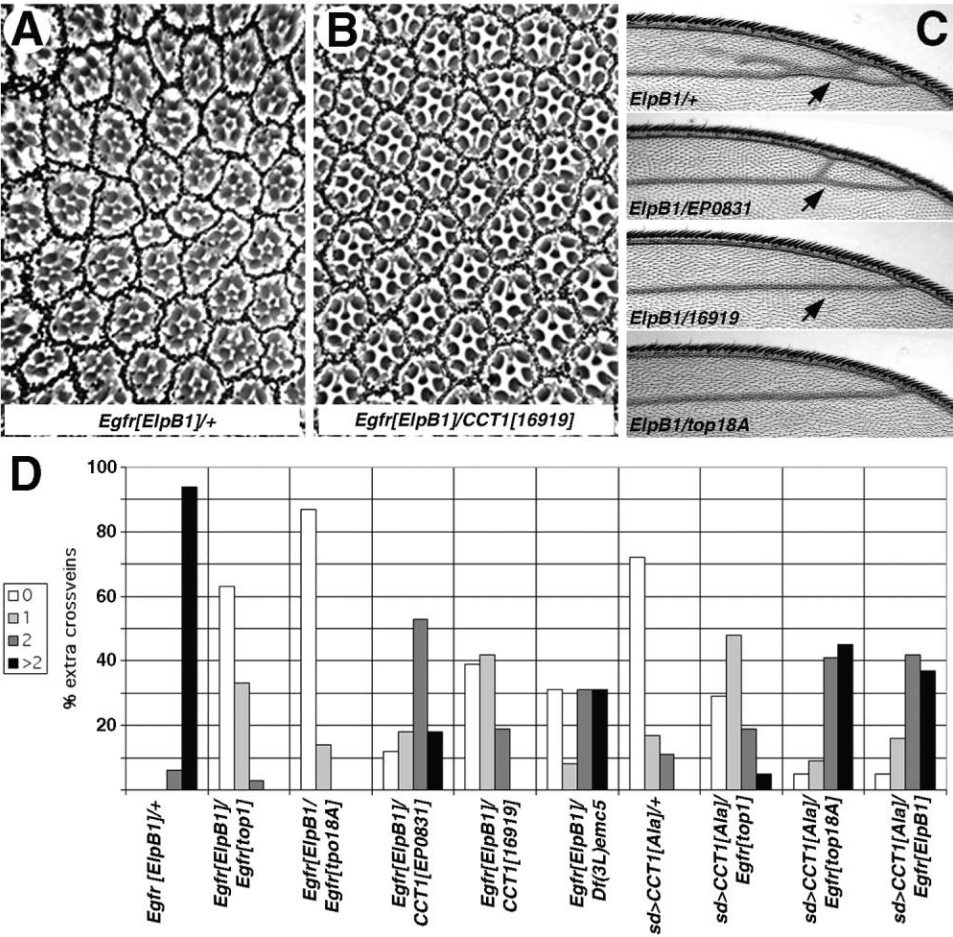 A
B
C
Egfr[ElpB1]/+
Egfr[ElpB1]/CCT1[16919]
ElpB1/+
ElpB1/EP0831
ElpB1/16919
ElpB1/top18A
D
100
80
60
40
20
% extra crossveins
0
1
2
>2
Egfr [ElpB1]/+
Egfr[ElpB1]/
Egfr[top1]
Egfr[ElpB1/
Egfr[tpo18A]
Egfr[ElpB1]/
CCT1[EP0831]
Egfr[ElpB1]/
CCT1[16919]
Egfr[ElpB1]/
Df(3L)emc5
sd>CCT1[Ala]/+
sd>CCT1[Ala]/
Egfr[top1]
sd>CCT1[Ala]/
Egfr[top18A]
sd>CCT1[Ala]/
Egfr[ElpB1]